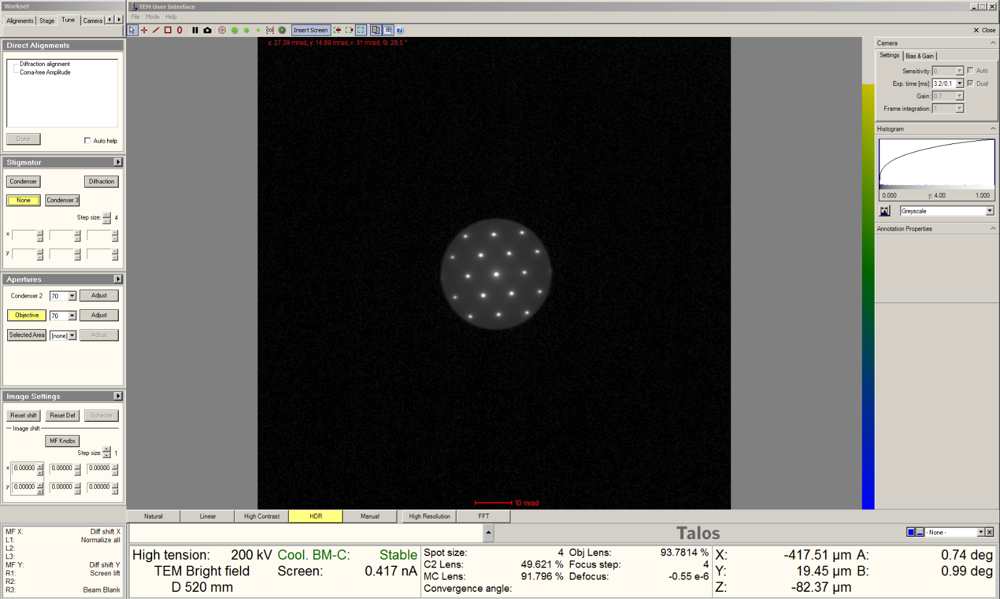 Workset
TEM User Interface
File Mode Help
Alignments Stage Tune Camera
Insert Screen
Close
Direct Alignments
Diffraction alignment
Coma-free Amplitude
Done
Auto help
Stigmator
Condenser Diffraction
None Condenser 3
Step size: 4
x
y
Apertures
Condenser 2 70 Adjust
Objective 70 Adjust
Selected Area [none] Adjust
Image Settings
Reset shift Reset Def Scherzer
Image shift
MF Knobs
Step size: 1
x 0.00000 0.00000 0.00000
y 0.00000 0.00000 0.00000
MF X: Diff shift X
L1: Normalize all
L2:
L3:
MF Y: Diff shift Y
R1: Screen lift
R2:
R3: Beam Blank
x: 27.39 mrad, y: 14.89 mrad, r: 31 mrad, Θ: 28.5 °
10 mrad
Camera
Settings Bias & Gain
Sensitivity: 0 Auto
Exp. time [ms]: 3.2/0.1 Dual
Gain: 0.7
Frame integration: 1
Histogram
0.000 γ: 4.00 1.000
Greyscale
Annotation Properties
Natural Linear High Contrast HDR Manual High Resolution FFT
Talos
- None -
High tension: 200 kV Cool. BM-C: Stable
TEM Bright field Screen: 0.417 nA
D 520 mm
Spot size: 4 Obj Lens: 93.7814 %
C2 Lens: 49.621 % Focus step: 4
MC Lens: 91.796 % Defocus: -0.55 e-6
Convergence angle:
X: -417.51 µm A: 0.74 deg
Y: 19.45 µm B: 0.99 deg
Z: -82.37 µm